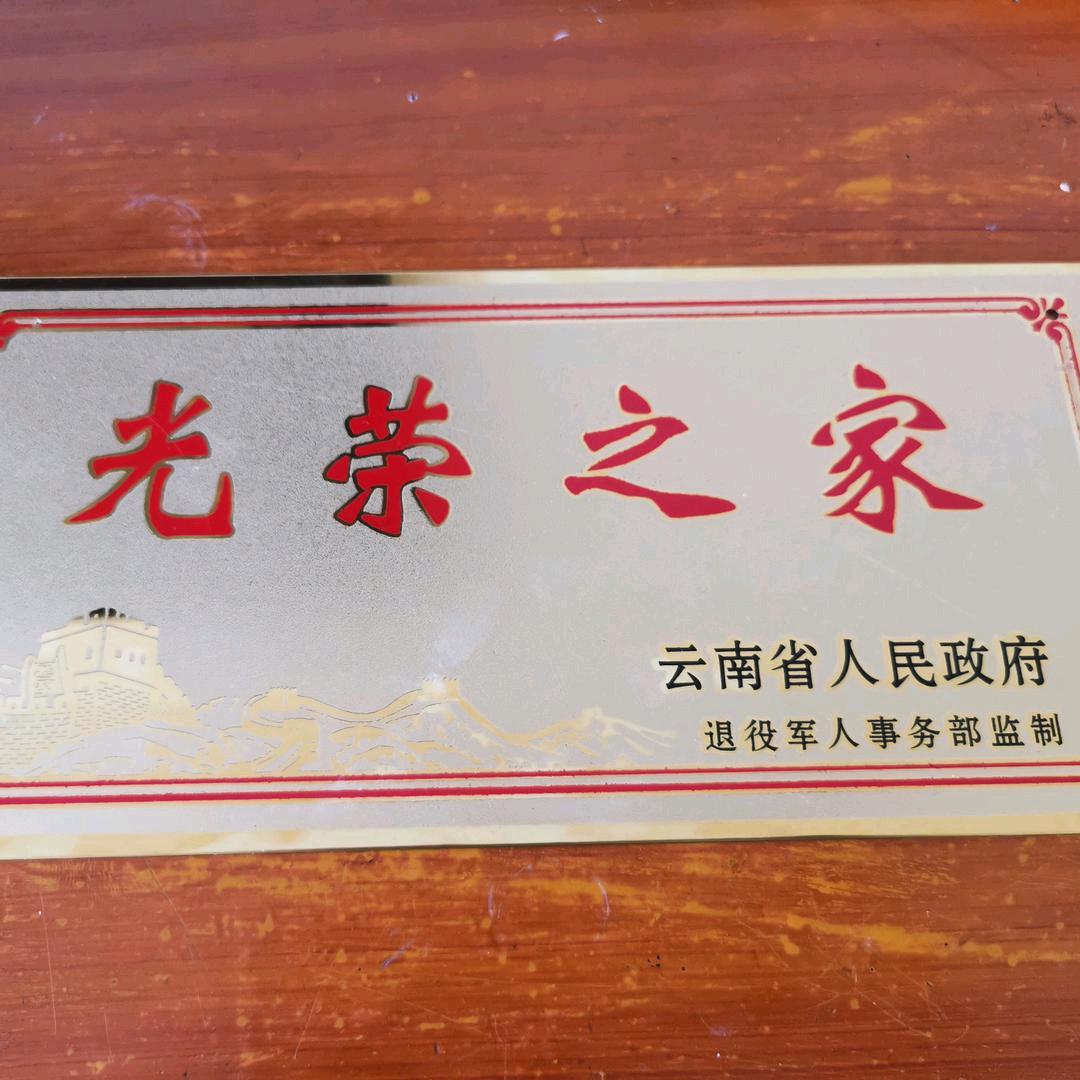 光荣之家
云南省人民政府
退役军人事务部监制